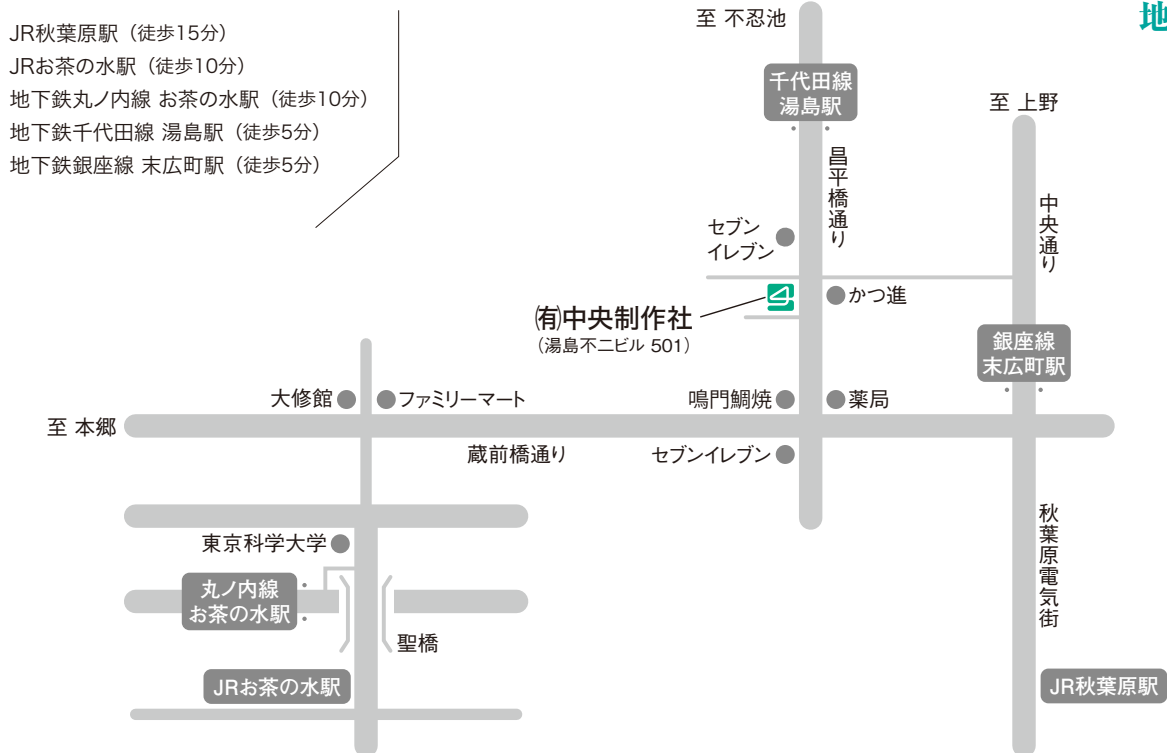 JR秋葉原駅（徒歩15分）
JRお茶の水駅（徒歩10分）
地下鉄丸ノ内線 お茶の水駅（徒歩10分）
地下鉄千代田線 湯島駅（徒歩5分）
地下鉄銀座線 末広町駅（徒歩5分）
地
至 不忍池
千代田線
湯島駅
至 上野
昌平橋通り
中央通り
セブン
イレブン
かつ進
㈲中央制作社
（湯島不二ビル 501）
銀座線
末広町駅
大修館
ファミリーマート
鳴門鯛焼
薬局
至 本郷
蔵前橋通り
セブンイレブン
秋葉原電気街
東京科学大学
丸ノ内線
お茶の水駅
聖橋
JRお茶の水駅
JR秋葉原駅